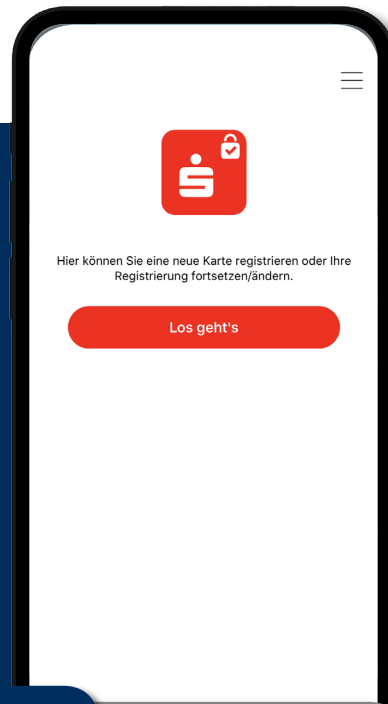 Hier können Sie eine neue Karte registrieren oder Ihre
Registrierung fortsetzen/ändern.
Los geht's